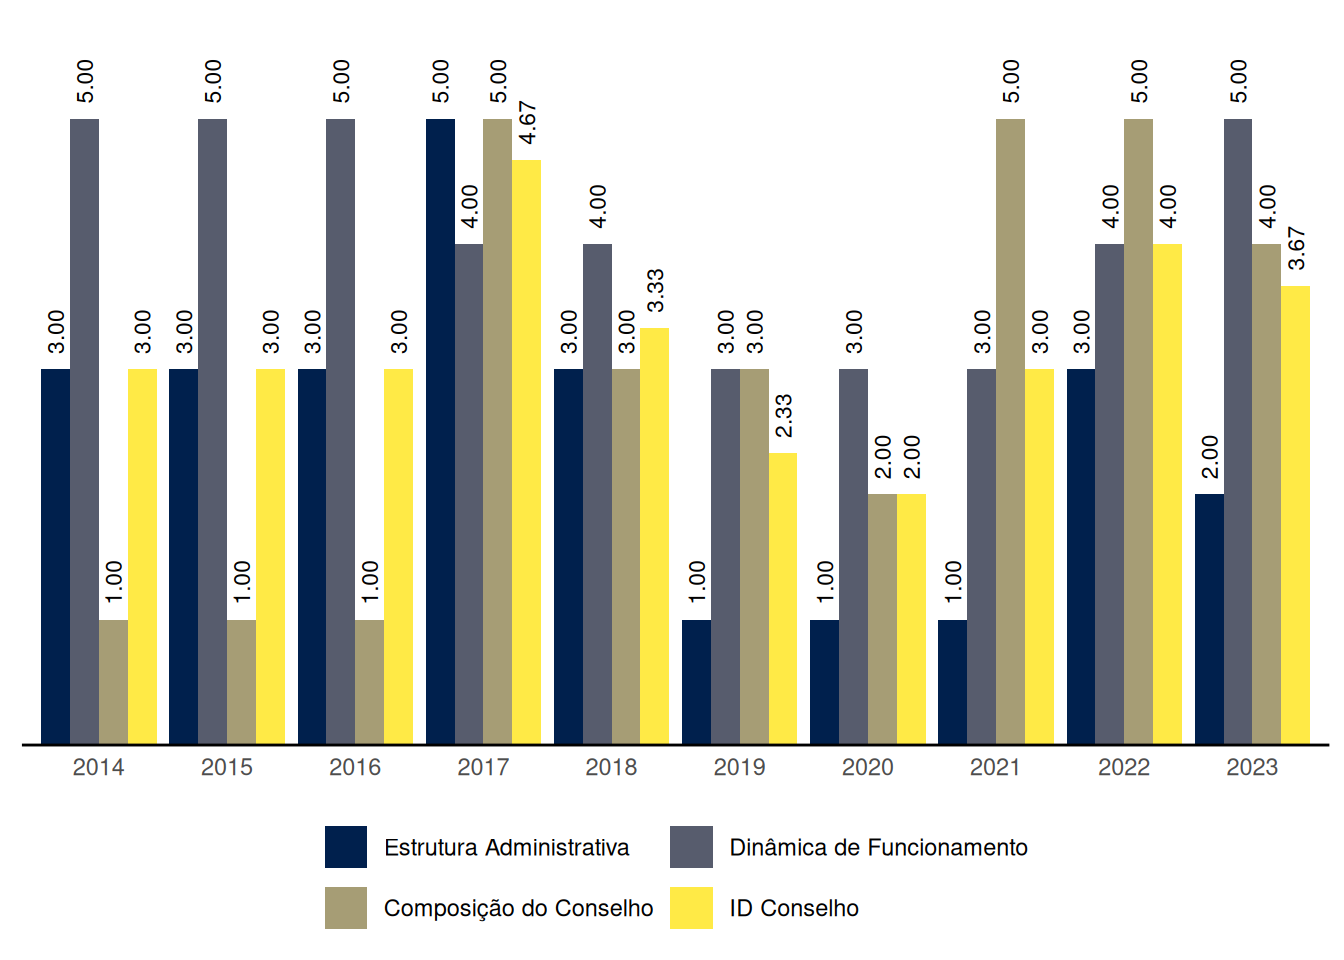 3.00 5.00 1.00 3.00
3.00 5.00 1.00 3.00
3.00 5.00 1.00 3.00
5.00 4.00 5.00 4.67
3.00 4.00 3.00 3.33
1.00 3.00 3.00 2.33
1.00 3.00 2.00 2.00
1.00 3.00 5.00 3.00
3.00 4.00 5.00 4.00
2.00 5.00 4.00 3.67
2014 2015 2016 2017 2018 2019 2020 2021 2022 2023
Estrutura Administrativa Dinâmica de Funcionamento
Composição do Conselho ID Conselho